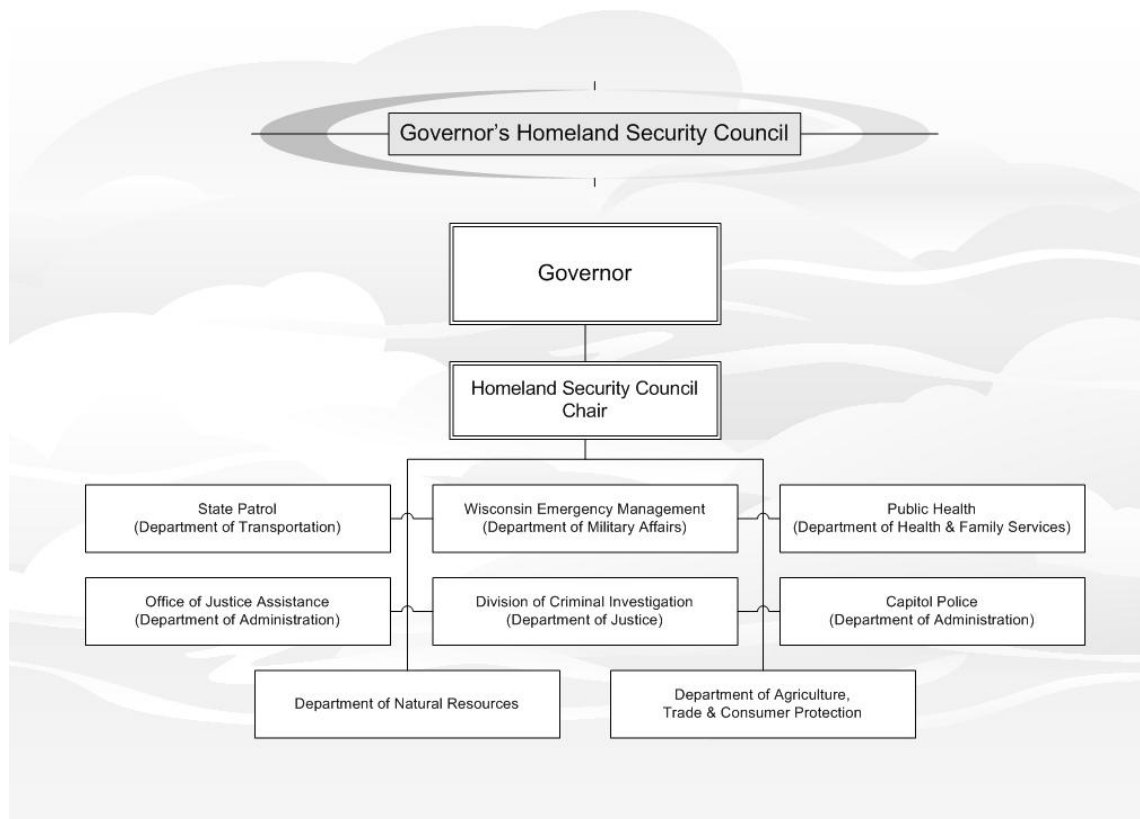 Governor's Homeland Security Council
Governor
Homeland Security Council
Chair
State Patrol
(Department of Transportation)
Wisconsin Emergency Management
(Department of Military Affairs)
Public Health
(Department of Health & Family Services)
Office of Justice Assistance
(Department of Administration)
Division of Criminal Investigation
(Department of Justice)
Capitol Police
(Department of Administration)
Department of Natural Resources
Department of Agriculture,
Trade & Consumer Protection